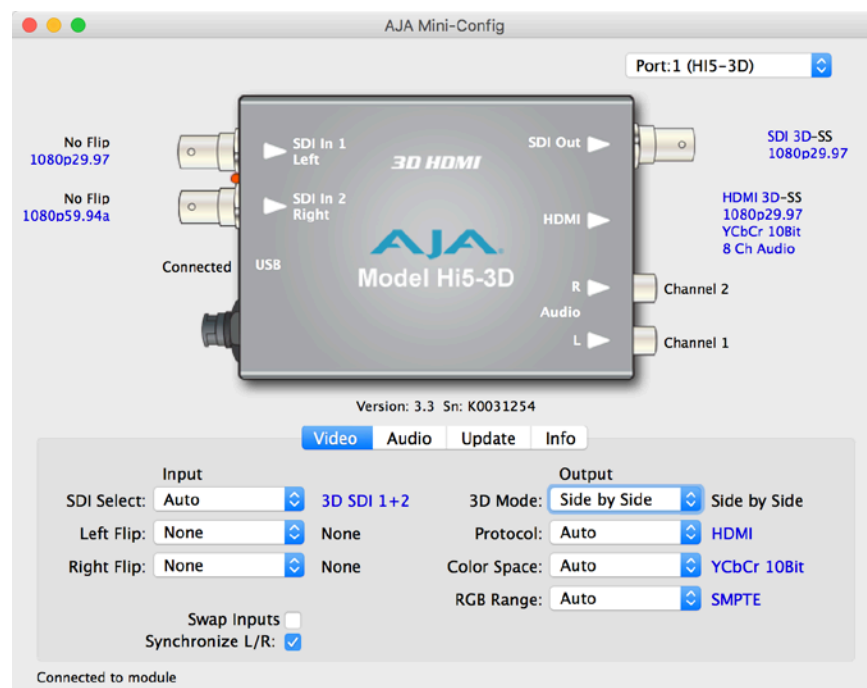 AJA Mini-Config
Port:1 (HI5-3D)
No Flip
1080p29.97
No Flip
1080p59.94a
Connected
SDI In 1
Left
SDI In 2
Right
USB
3D HDMI
AJA
Model Hi5-3D
SDI Out
HDMI
R
Audio
L
SDI 3D-SS
1080p29.97
HDMI 3D-SS
1080p29.97
YCbCr 10Bit
8 Ch Audio
Channel 2
Channel 1
Version: 3.3 Sn: K0031254
Video Audio Update Info
Input
SDI Select: Auto 3D SDI 1+2
Left Flip: None None
Right Flip: None None
Swap Inputs
Synchronize L/R:
Output
3D Mode: Side by Side Side by Side
Protocol: Auto HDMI
Color Space: Auto YCbCr 10Bit
RGB Range: Auto SMPTE
Connected to module